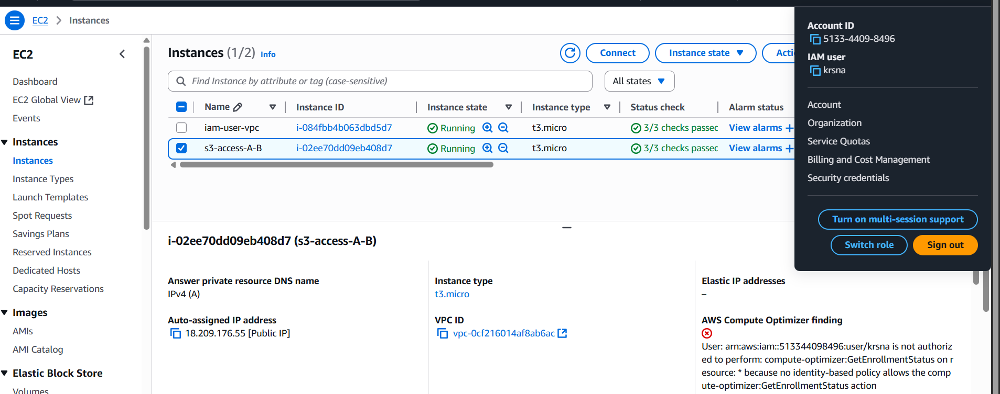 EC2 > Instances
EC2
Dashboard
EC2 Global View
Events
Instances
Instances
Instance Types
Launch Templates
Spot Requests
Savings Plans
Reserved Instances
Dedicated Hosts
Capacity Reservations
Images
AMIs
AMI Catalog
Elastic Block Store
Volumes
Instances (1/2) Info
Connect
Instance state
Acti
Find Instance by attribute or tag (case-sensitive)
All states
Name Instance ID Instance state Instance type Status check Alarm status
iam-user-vpc i-084fbb4b063dbd5d7 Running t3.micro 3/3 checks passec View alarms +
s3-access-A-B i-02ee70dd09eb408d7 Running t3.micro 3/3 checks passec View alarms +
i-02ee70dd09eb408d7 (s3-access-A-B)
Answer private resource DNS name
IPv4 (A)
Auto-assigned IP address
18.209.176.55 [Public IP]
Instance type
t3.micro
VPC ID
vpc-0cf216014af8ab6ac
Elastic IP addresses
–
AWS Compute Optimizer finding
User: arn:aws:iam::513344098496:user/krsna is not authoriz
ed to perform: compute-optimizer:GetEnrollmentStatus on r
esource: * because no identity-based policy allows the comp
ute-optimizer:GetEnrollmentStatus action
Account ID
5133-4409-8496
IAM user
krsna
Account
Organization
Service Quotas
Billing and Cost Management
Security credentials
Turn on multi-session support
Switch role
Sign out